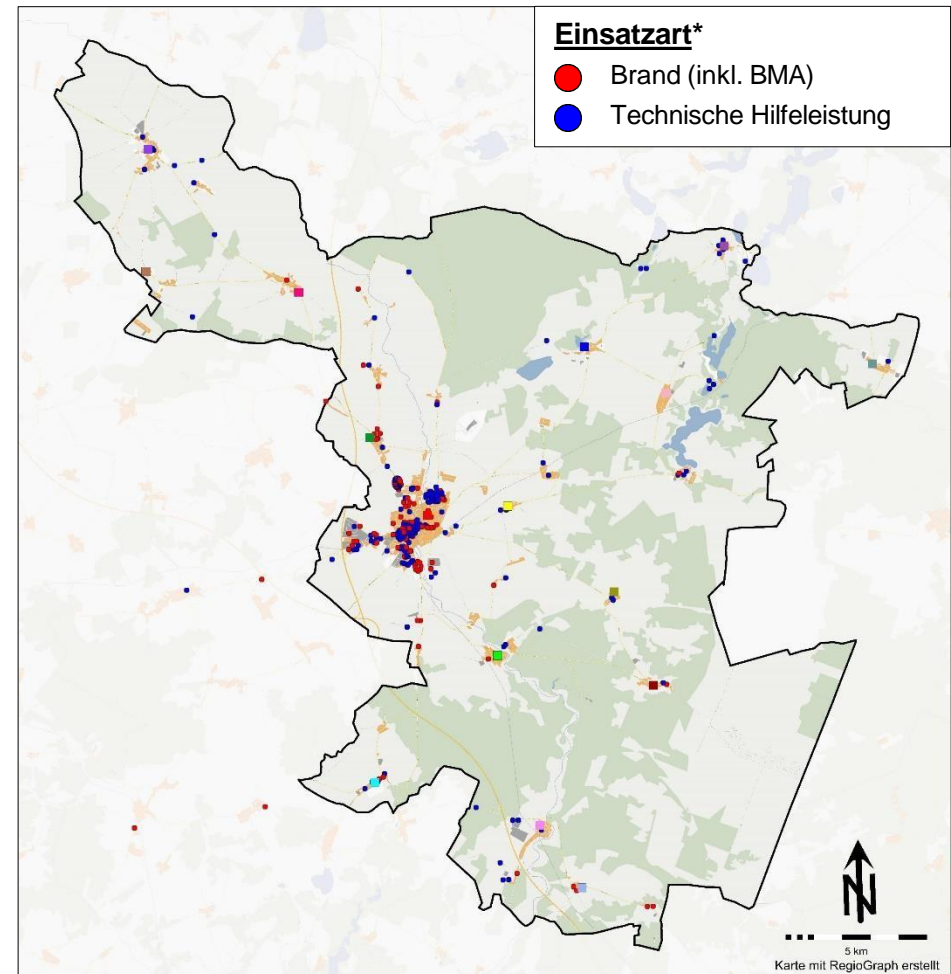 Einsatzart*
Brand (inkl. BMA)
Technische Hilfeleistung
N
5 km
Karte mit RegioGraph erstellt